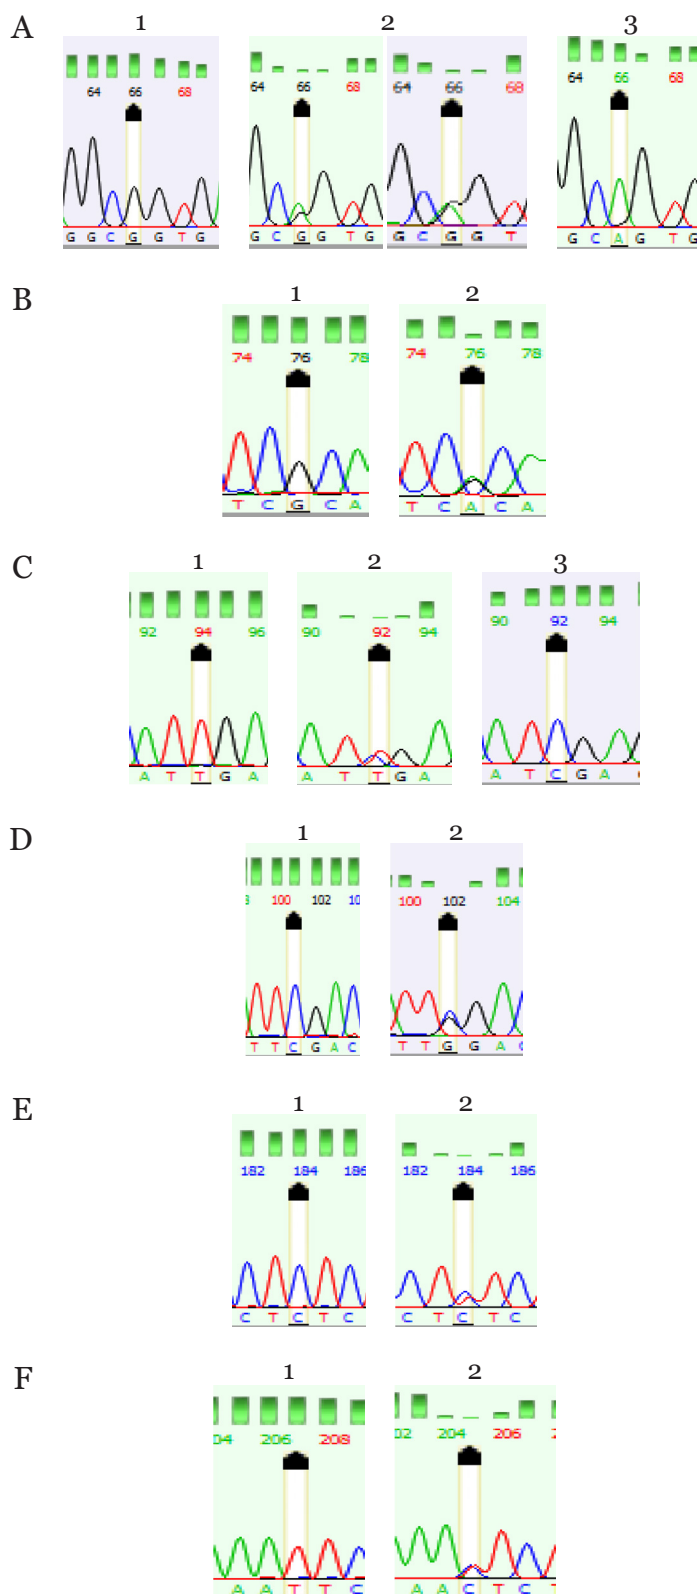 A
1 2 3
64 66 68
64 66 68
64 66 68
64 66 68
G G C G G T G
G C G G T G
G C G G T
G C A G T G
B
1 2
74 76 78
74 76 78
T C G C A
T C A C A
C
1 2 3
92 94 96
90 92 94
90 92 94
A T T G A
A T T G A
A T C G A
D
1 2
100 102
100 102 104
T T C G A C
T T G G A
E
1 2
182 184 186
182 184 186
C T C T C
C T C T C
F
1 2
206 208
204 206
A A T T C
A A C T C